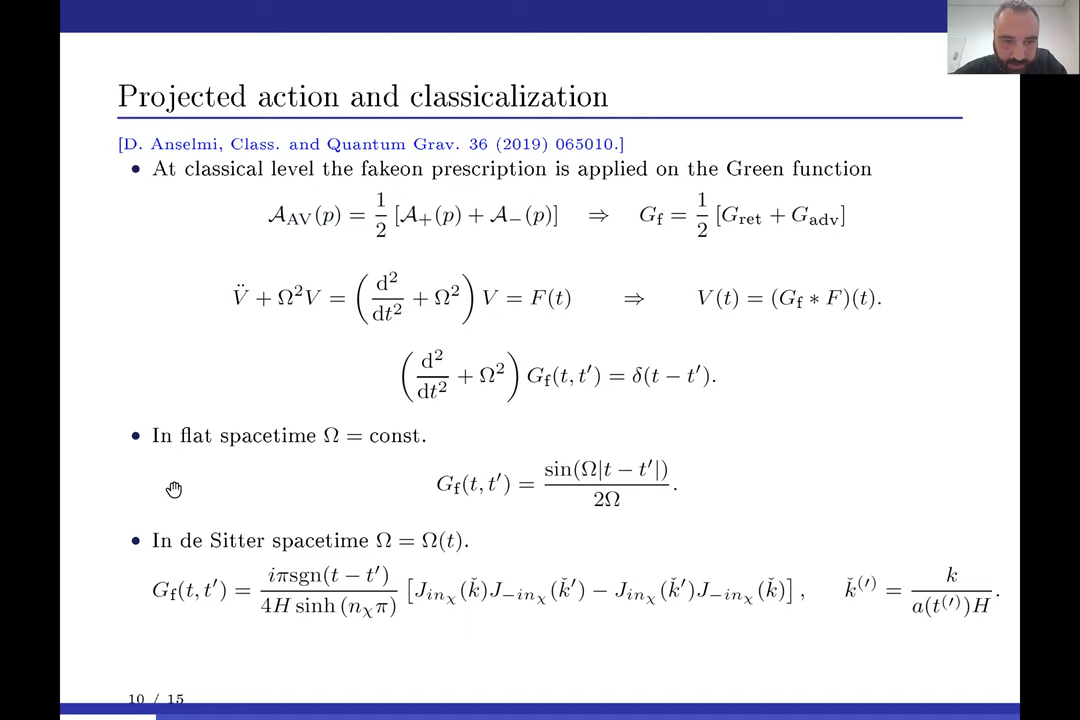 Projected action and classicalization
[D. Anselmi, Class. and Quantum Grav. 36 (2019) 065010.]
• At classical level the fakeon prescription is applied on the Green function
𝒜_AV(p) = 1/2 [𝒜_+(p) + 𝒜_−(p)] ⇒ G_f = 1/2 [G_ret + G_adv]
V̈ + Ω²V = (d²/dt² + Ω²) V = F(t) ⇒ V(t) = (G_f ∗ F)(t).
(d²/dt² + Ω²) G_f(t, t′) = δ(t − t′).
• In flat spacetime Ω = const.
G_f(t, t′) = sin(Ω|t − t′|)/2Ω.
• In de Sitter spacetime Ω = Ω(t).
G_f(t, t′) = iπsgn(t − t′)/4H sinh (n_χπ) [J_{in_χ}(ǩ)J_{−in_χ}(ǩ′) − J_{in_χ}(ǩ′)J_{−in_χ}(ǩ)], ǩ^(′) = k/a(t^(′))H.
10 / 15